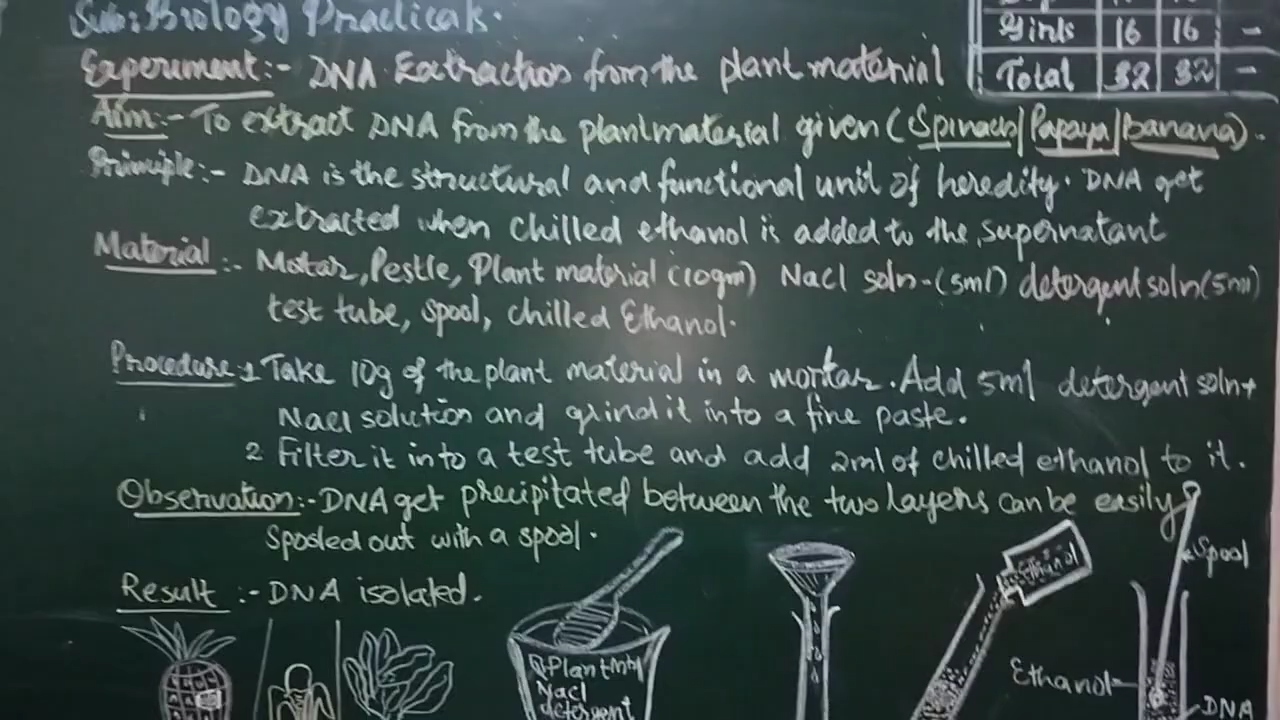 Sub:Biology Practicals.
Girls 16 16 -
Total 32 32 -
Experiment:- DNA Extraction from the plant material
Aim:- To extract DNA from the plantmaterial given (Spinach/Papaya/Banana).
Principle:- DNA is the structural and functional unit of heredity. DNA get
extracted when chilled ethanol is added to the supernatant
Material:- Motar, Pestle, Plant material (10gm) Nacl soln-(5ml) detergent soln(5ml)
test tube, spool, chilled Ethanol.
Procedure:1 Take 10g of the plant material in a mortar. Add 5ml detergent soln+
Nacl solution and grind it into a fine paste.
2 Filter it into a test tube and add 2ml of chilled ethanol to it.
Observation:- DNA get precipitated between the two layers can be easily
Spooled out with a spool.
Result:- DNA isolated.
Ethanol
Spool
Plant
Nacl
detergent
Ethanol
DNA